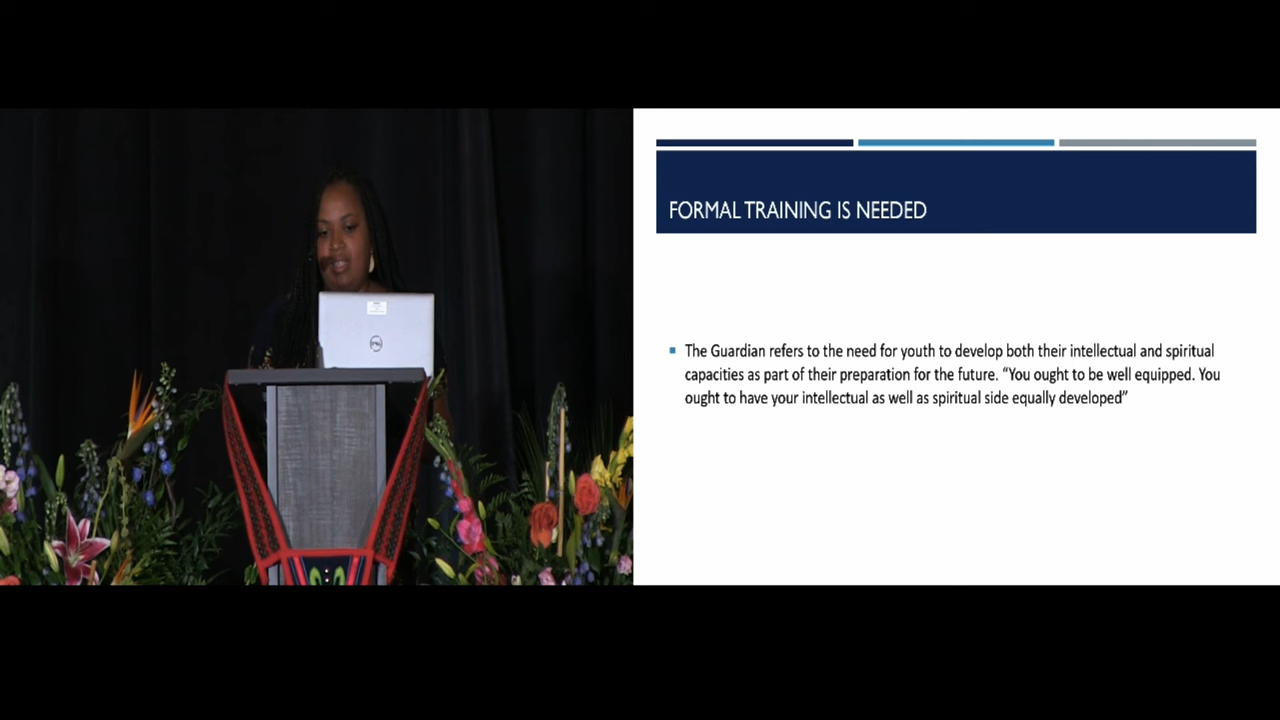 FORMAL TRAINING IS NEEDED
The Guardian refers to the need for youth to develop both their intellectual and spiritual
capacities as part of their preparation for the future. “You ought to be well equipped. You
ought to have your intellectual as well as spiritual side equally developed”
DELL